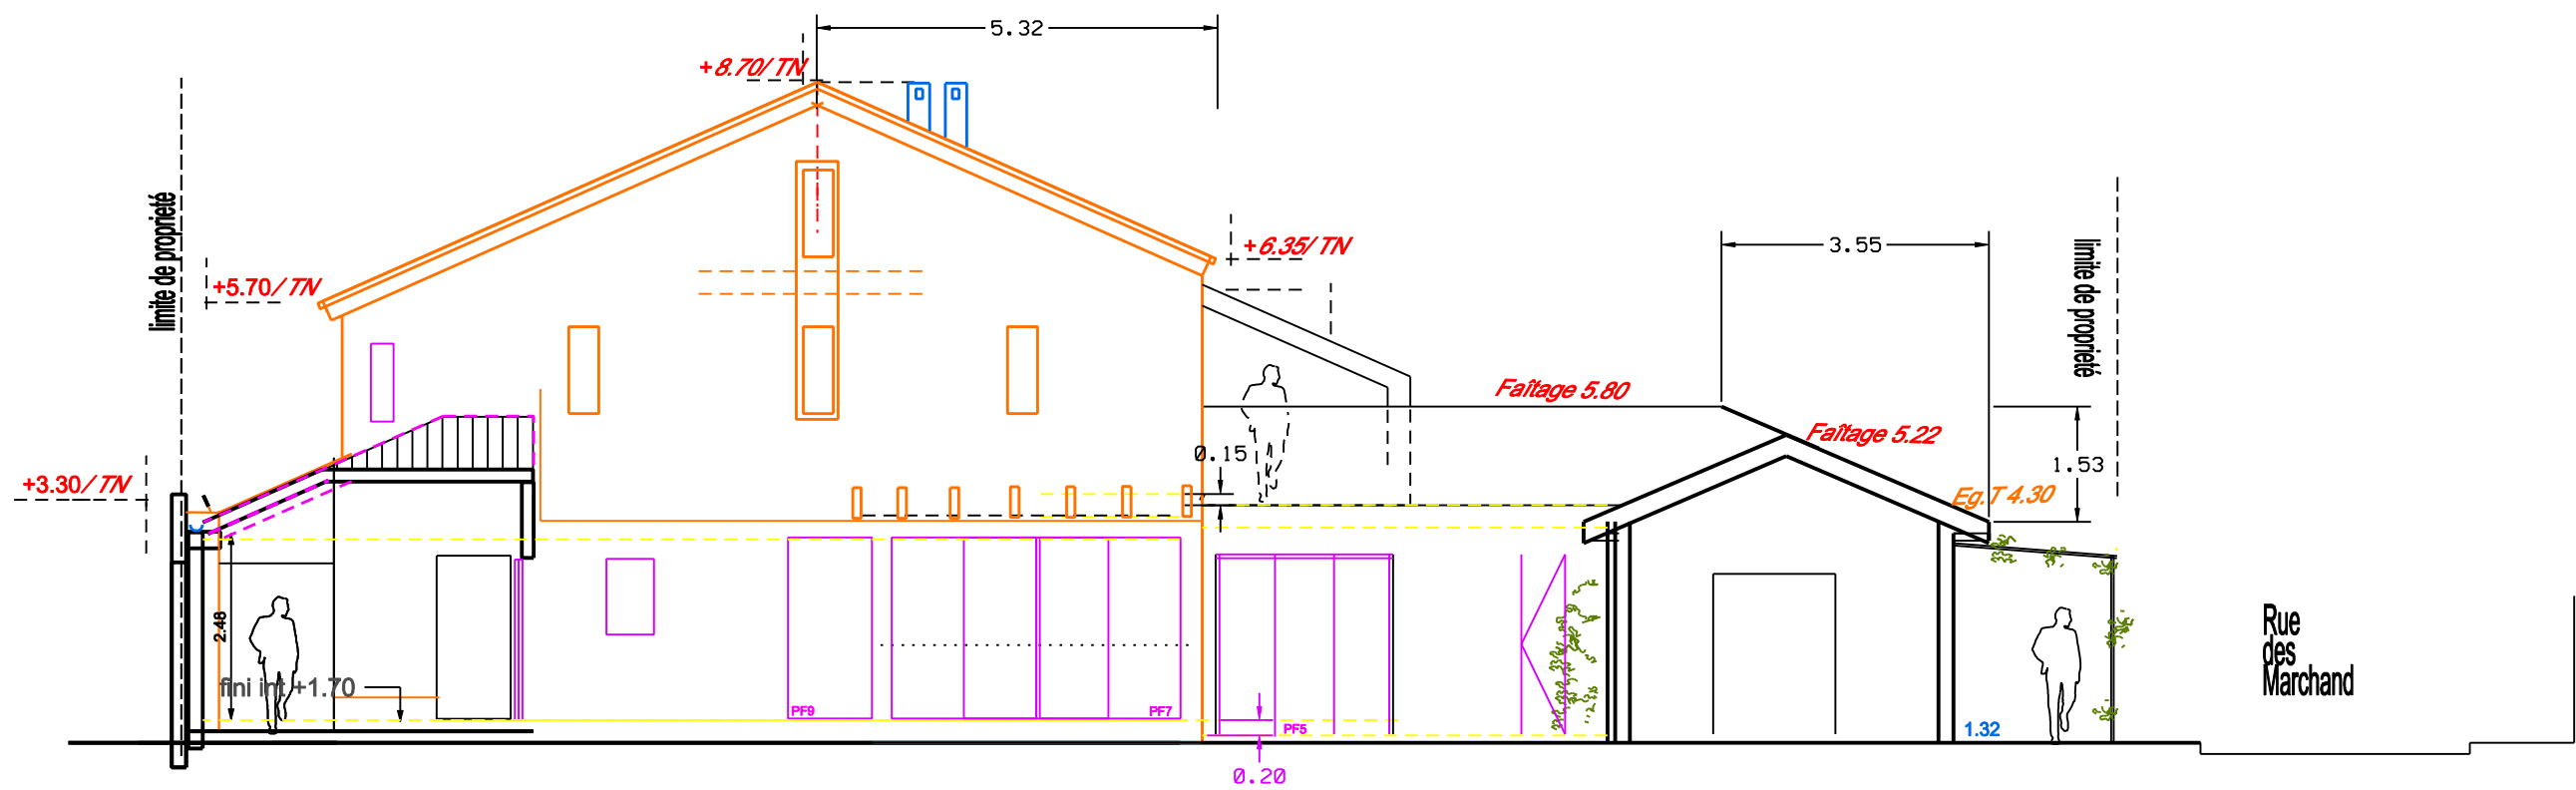 5.32
+8.70/TN
limite de propriété
+6.35/TN
3.55
limite de propriété
+5.70/TN
Faîtage 5.80
Faîtage 5.22
0.15
1.53
+3.30/TN
Eg.T 4.30
2.48
fini int +1.70
Rue
des
Marchand
PF9
PF7
PF5
1.32
0.20